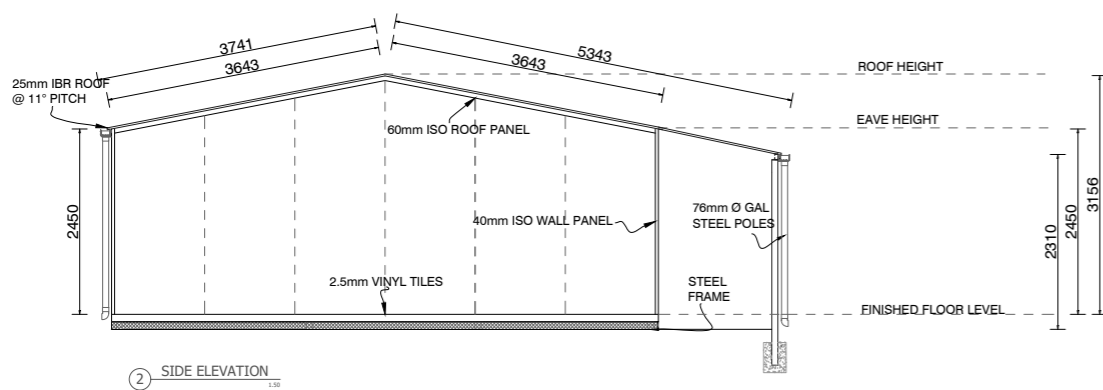 3741
3643
5343
3643
25mm IBR ROOF
@ 11° PITCH
ROOF HEIGHT
60mm ISO ROOF PANEL
EAVE HEIGHT
2450
40mm ISO WALL PANEL
76mm Ø GAL
STEEL POLES
2310
2450
3156
2.5mm VINYL TILES
STEEL
FRAME
FINISHED FLOOR LEVEL
2 SIDE ELEVATION
1:50